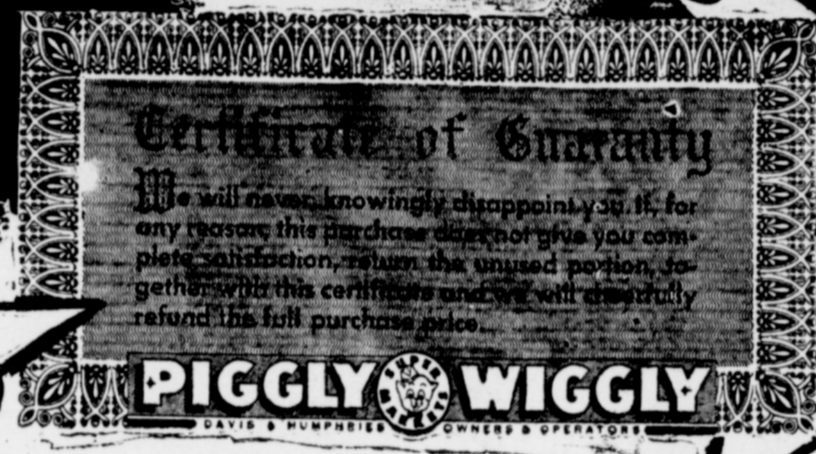 Certificate of Guaranty
We will never knowingly disappoint you. If, for
any reason, this purchase does not give you com-
plete satisfaction, return the unused portion, to-
gether with this certificate and we will cheerfully
refund the full purchase price.
PIGGLY SUPER MARKETS WIGGLY
DAVIS & HUMPHRIES OWNERS & OPERATORS